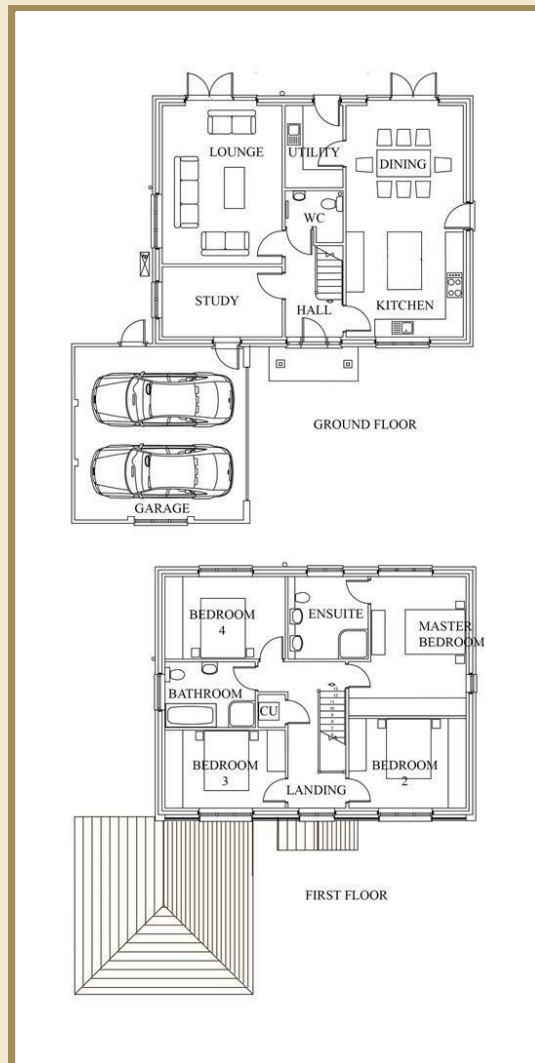 LOUNGE
UTILITY
DINING
WC
STUDY
HALL
KITCHEN
GROUND FLOOR
GARAGE
BEDROOM
4
ENSUITE
MASTER
BEDROOM
BATHROOM
CU
BEDROOM
3
BEDROOM
2
LANDING
FIRST FLOOR